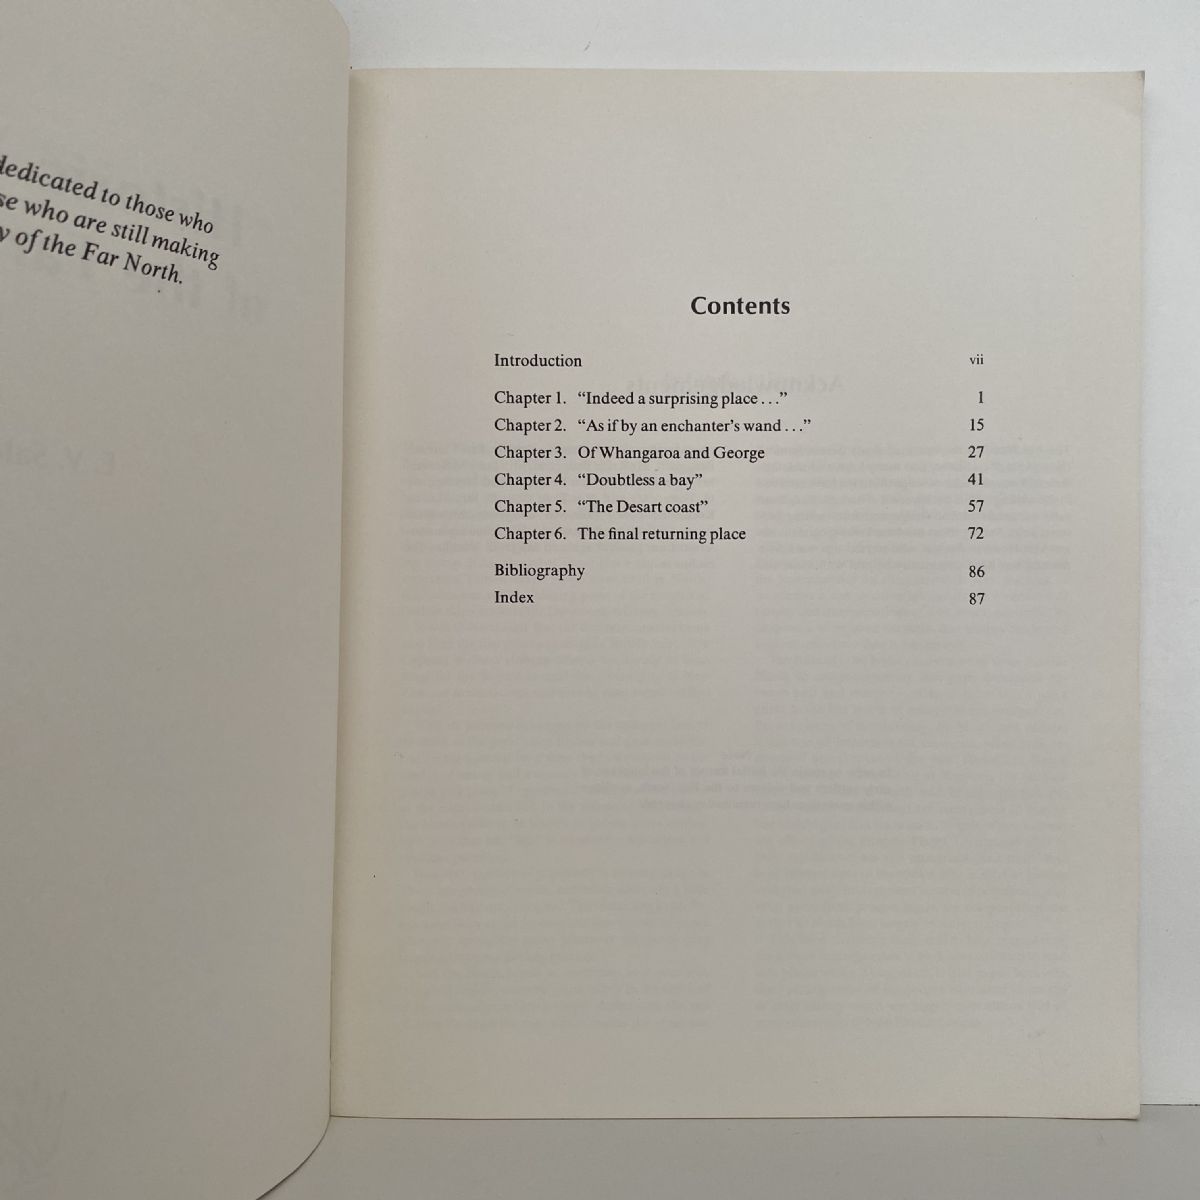 dedicated to those who
se who are still making
y of the Far North.
Contents
Introduction vii
Chapter 1. “Indeed a surprising place . . .” 1
Chapter 2. “As if by an enchanter’s wand . . .” 15
Chapter 3. Of Whangaroa and George 27
Chapter 4. “Doubtless a bay” 41
Chapter 5. “The Desart coast” 57
Chapter 6. The final returning place 72
Bibliography 86
Index 87